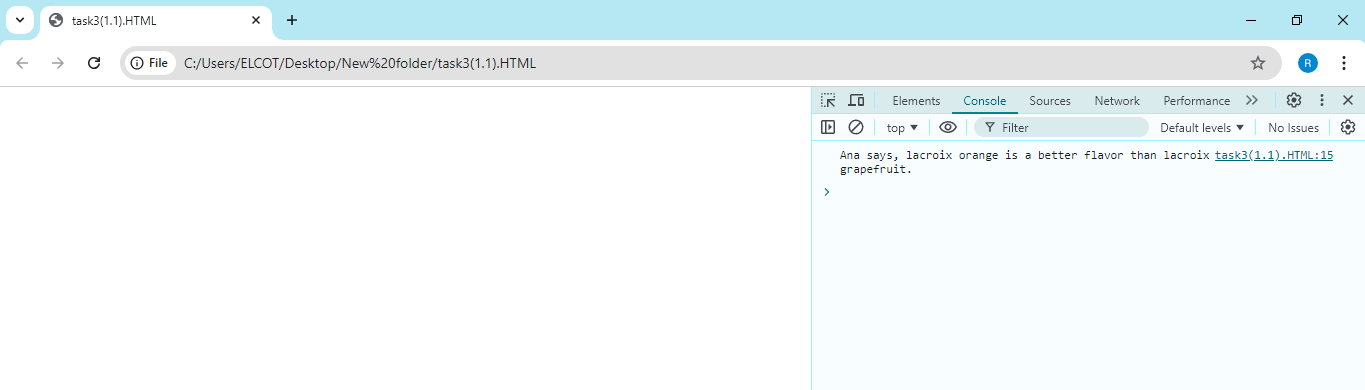 task3(1.1).HTML
File
C:/Users/ELCOT/Desktop/New%20folder/task3(1.1).HTML
R
Elements Console Sources Network Performance
top Filter Default levels No Issues
Ana says, lacroix orange is a better flavor than lacroix task3(1.1).HTML:15
grapefruit.